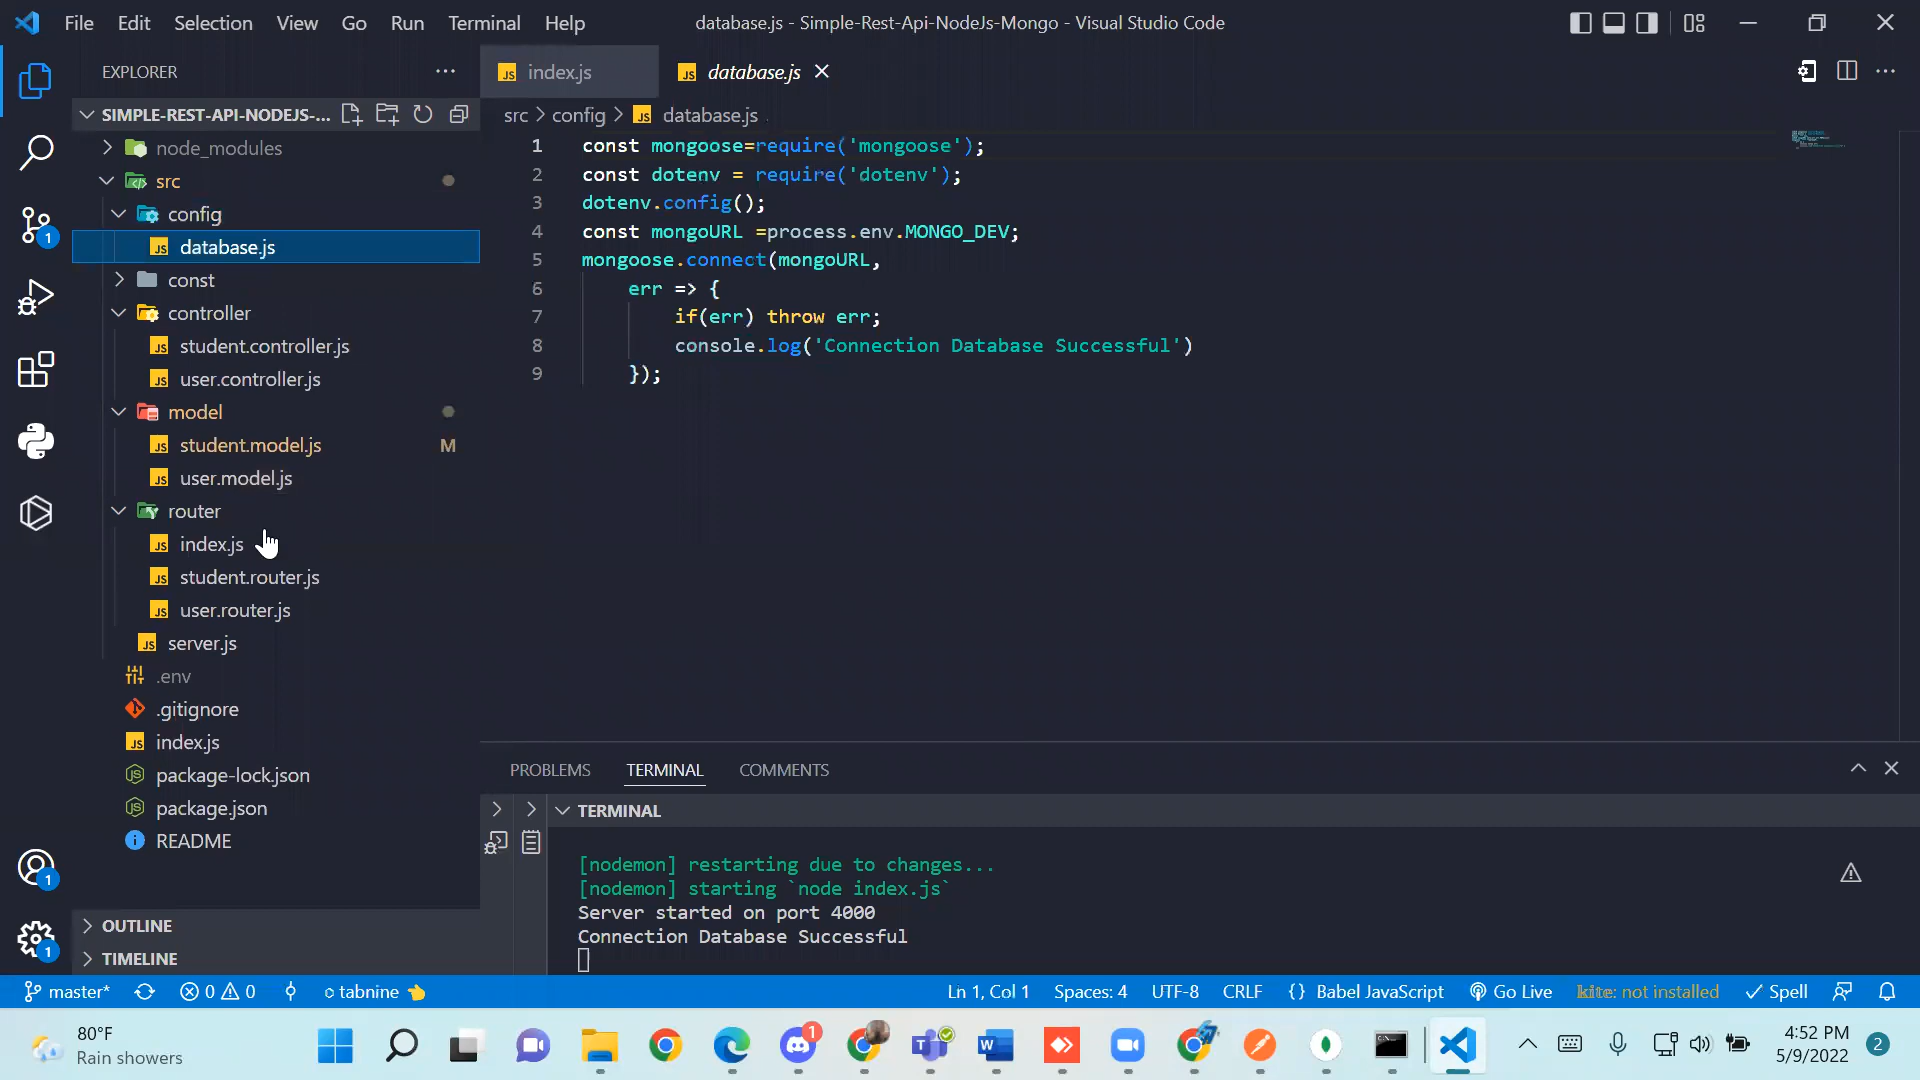 File Edit Selection View Go Run Terminal Help
database.js - Simple-Rest-Api-NodeJs-Mongo - Visual Studio Code
EXPLORER
SIMPLE-REST-API-NODEJS-...
node_modules
src
config
database.js
const
controller
student.controller.js
user.controller.js
model
student.model.js M
user.model.js
router
index.js
student.router.js
user.router.js
server.js
.env
.gitignore
index.js
package-lock.json
package.json
README
OUTLINE
TIMELINE
1
1
1
index.js database.js
src > config > database.js
1 const mongoose=require('mongoose');
2 const dotenv = require('dotenv');
3 dotenv.config();
4 const mongoURL =process.env.MONGO_DEV;
5 mongoose.connect(mongoURL,
6 err => {
7 if(err) throw err;
8 console.log('Connection Database Successful')
9 });
PROBLEMS TERMINAL COMMENTS
TERMINAL
[nodemon] restarting due to changes...
[nodemon] starting `node index.js`
Server started on port 4000
Connection Database Successful
master* 0 0 tabnine Ln 1, Col 1 Spaces: 4 UTF-8 CRLF {} Babel JavaScript Go Live kite: not installed Spell
80°F
Rain showers
1
4:52 PM
5/9/2022
2